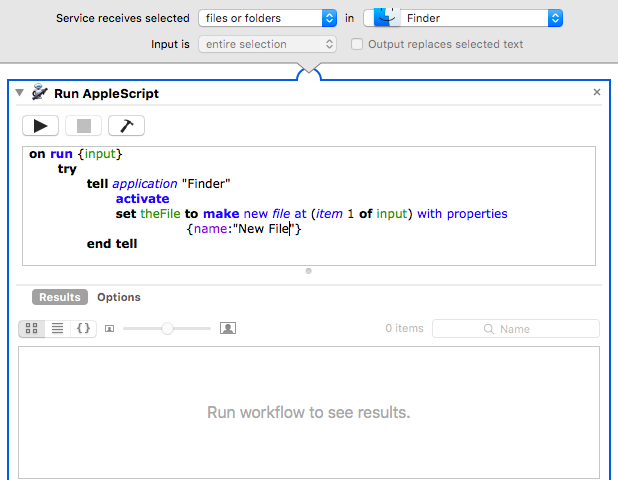 Service receives selected files or folders in Finder
Input is entire selection Output replaces selected text
Run AppleScript
on run {input}
try
tell application "Finder"
activate
set theFile to make new file at (item 1 of input) with properties
{name:"New File"}
end tell
Results Options
0 items Name
Run workflow to see results.